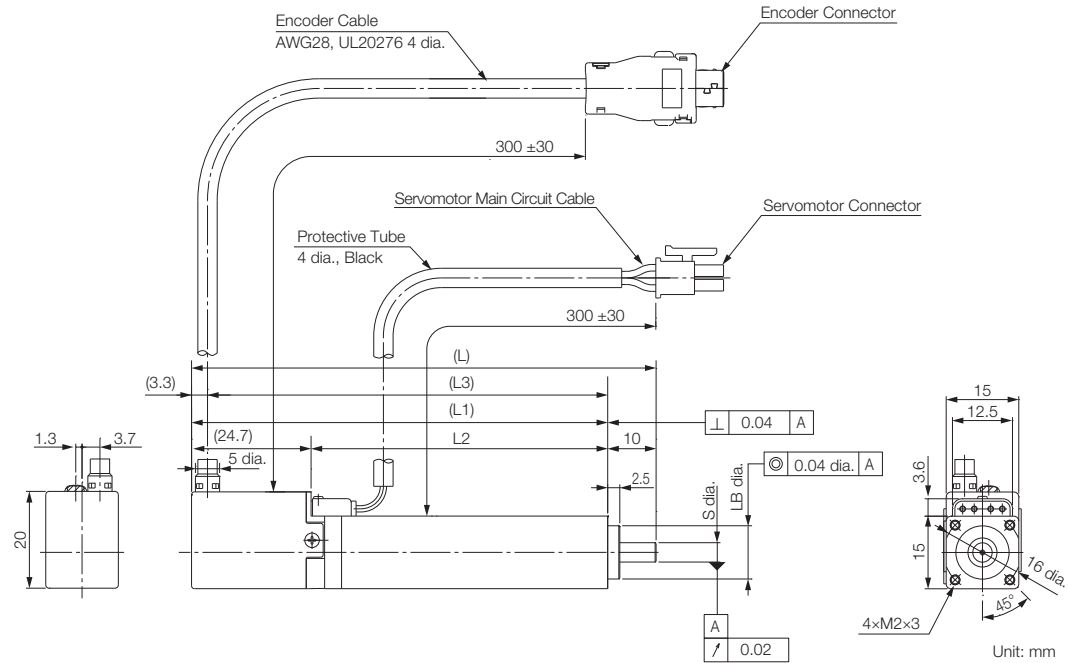 Encoder Cable
AWG28, UL20276 4 dia.
Encoder Connector
300 ±30
Servomotor Main Circuit Cable
Servomotor Connector
Protective Tube
4 dia., Black
300 ±30
(L)
(3.3)
(L3)
(L1)
⊥ 0.04 A
15
12.5
1.3
3.7
(24.7)
L2
10
5 dia.
2.5
S dia.
LB dia.
◎ 0.04 dia. A
3.6
20
15
16 dia.
45°
4×M2×3
A
↗ 0.02
Unit: mm